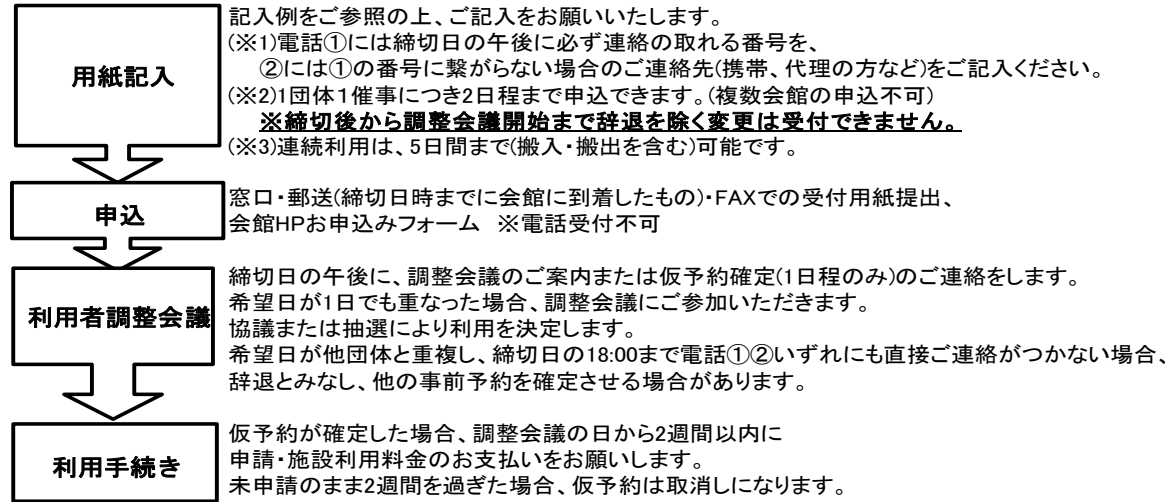 用紙記入
記入例をご参照の上、ご記入をお願いいたします。
(※1)電話①には締切日の午後に必ず連絡の取れる番号を、
②には①の番号に繋がらない場合のご連絡先(携帯、代理の方など)をご記入ください。
(※2)1団体1催事につき2日程まで申込できます。(複数会館の申込不可)
※締切後から調整会議開始まで辞退を除く変更は受付できません。
(※3)連続利用は、5日間まで(搬入・搬出を含む)可能です。
申込
窓口・郵送(締切日時までに会館に到着したもの)・FAXでの受付用紙提出、
会館HPお申込みフォーム ※電話受付不可
利用者調整会議
締切日の午後に、調整会議のご案内または仮予約確定(1日程のみ)のご連絡をします。
希望日が1日でも重なった場合、調整会議にご参加いただきます。
協議または抽選により利用を決定します。
希望日が他団体と重複し、締切日の18:00まで電話①②いずれにも直接ご連絡がつかない場合、
辞退とみなし、他の事前予約を確定させる場合があります。
利用手続き
仮予約が確定した場合、調整会議の日から2週間以内に
申請・施設利用料金のお支払いをお願いします。
未申請のまま2週間を過ぎた場合、仮予約は取消しになります。